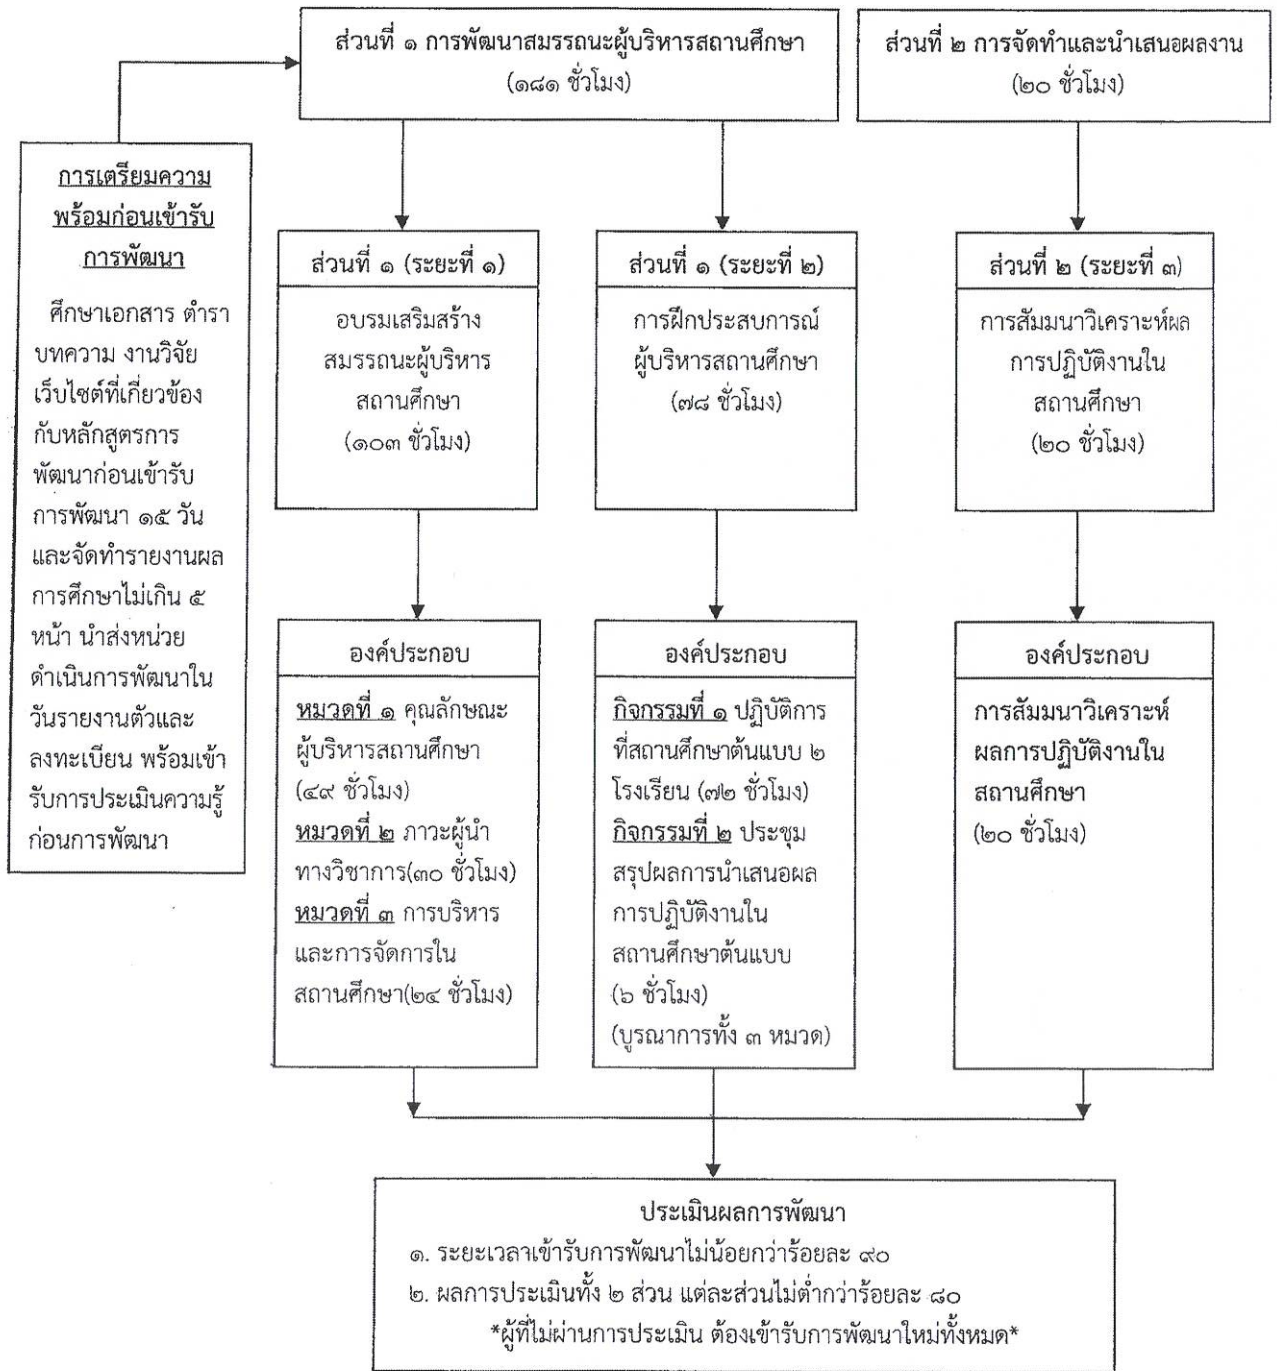 ส่วนที่ ๑ การพัฒนาสมรรถนะผู้บริหารสถานศึกษา
(๑๘๑ ชั่วโมง)
ส่วนที่ ๒ การจัดทำและนำเสนอผลงาน
(๒๐ ชั่วโมง)
การเตรียมความ
พร้อมก่อนเข้ารับ
การพัฒนา
ศึกษาเอกสาร ตำรา
บทความ งานวิจัย
เว็บไซต์ที่เกี่ยวข้อง
กับหลักสูตรการ
พัฒนาก่อนเข้ารับ
การพัฒนา ๑๕ วัน
และจัดทำรายงานผล
การศึกษาไม่เกิน ๕
หน้า นำส่งหน่วย
ดำเนินการพัฒนาใน
วันรายงานตัวและ
ลงทะเบียน พร้อมเข้า
รับการประเมินความรู้
ก่อนการพัฒนา
ส่วนที่ ๑ (ระยะที่ ๑)
อบรมเสริมสร้าง
สมรรถนะผู้บริหาร
สถานศึกษา
(๑๐๓ ชั่วโมง)
ส่วนที่ ๑ (ระยะที่ ๒)
การฝึกประสบการณ์
ผู้บริหารสถานศึกษา
(๗๘ ชั่วโมง)
ส่วนที่ ๒ (ระยะที่ ๓)
การสัมมนาวิเคราะห์ผล
การปฏิบัติงานใน
สถานศึกษา
(๒๐ ชั่วโมง)
องค์ประกอบ
หมวดที่ ๑ คุณลักษณะ
ผู้บริหารสถานศึกษา
(๔๙ ชั่วโมง)
หมวดที่ ๒ ภาวะผู้นำ
ทางวิชาการ(๓๐ ชั่วโมง)
หมวดที่ ๓ การบริหาร
และการจัดการใน
สถานศึกษา(๒๔ ชั่วโมง)
องค์ประกอบ
กิจกรรมที่ ๑ ปฏิบัติการ
ที่สถานศึกษาต้นแบบ ๒
โรงเรียน (๗๒ ชั่วโมง)
กิจกรรมที่ ๒ ประชุม
สรุปผลการนำเสนอผล
การปฏิบัติงานใน
สถานศึกษาต้นแบบ
(๖ ชั่วโมง)
(บูรณาการทั้ง ๓ หมวด)
องค์ประกอบ
การสัมมนาวิเคราะห์
ผลการปฏิบัติงานใน
สถานศึกษา
(๒๐ ชั่วโมง)
ประเมินผลการพัฒนา
๑. ระยะเวลาเข้ารับการพัฒนาไม่น้อยกว่าร้อยละ ๙๐
๒. ผลการประเมินทั้ง ๒ ส่วน แต่ละส่วนไม่ต่ำกว่าร้อยละ ๘๐
*ผู้ที่ไม่ผ่านการประเมิน ต้องเข้ารับการพัฒนาใหม่ทั้งหมด*